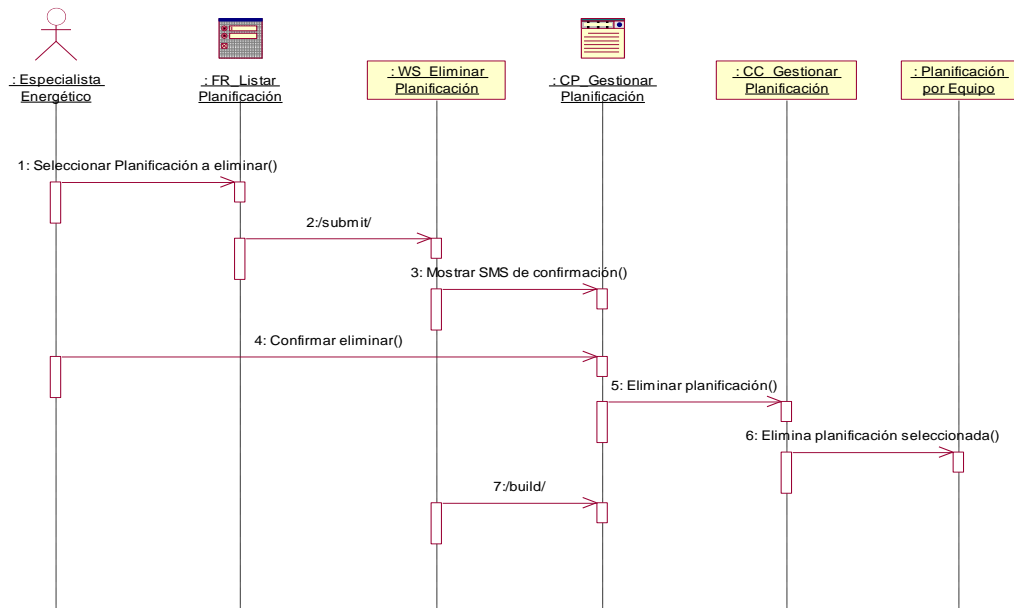 : Especialista
Energético
: FR_Listar
Planificación
: WS_Eliminar
Planificación
: CP_Gestionar
Planificación
: CC_Gestionar
Planificación
: Planificación
por Equipo
1: Seleccionar Planificación a eliminar()
2:/submit/
3: Mostrar SMS de confirmación()
4: Confirmar eliminar()
5: Eliminar planificación()
6: Elimina planificación seleccionada()
7:/build/